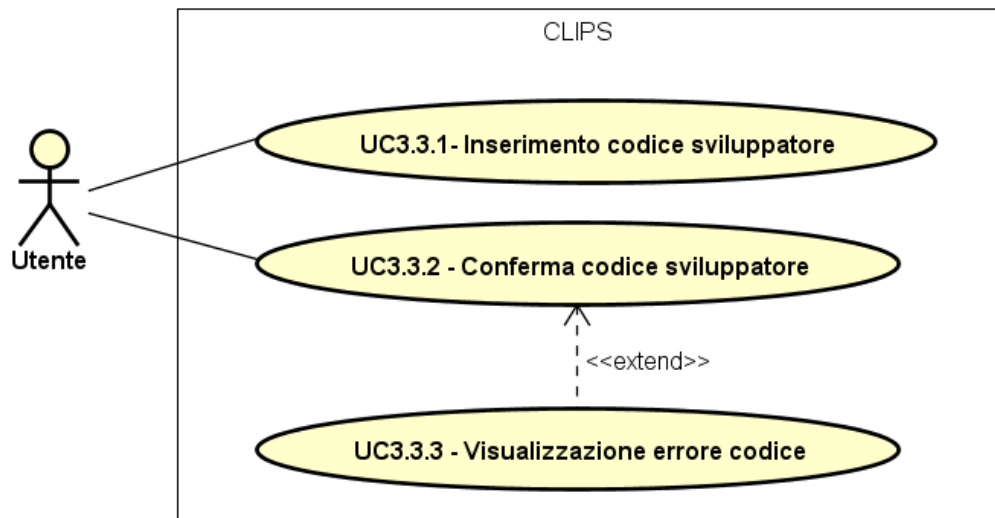 CLIPS
UC3.3.1- Inserimento codice sviluppatore
Utente
UC3.3.2 - Conferma codice sviluppatore
<<extend>>
UC3.3.3 - Visualizzazione errore codice